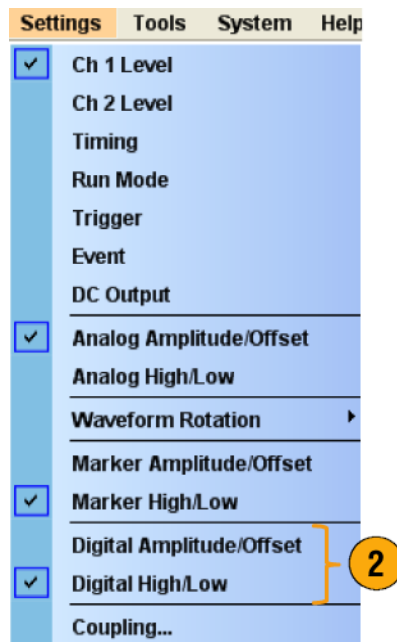 Settings Tools System Help
Ch 1 Level
Ch 2 Level
Timing
Run Mode
Trigger
Event
DC Output
Analog Amplitude/Offset
Analog High/Low
Waveform Rotation
Marker Amplitude/Offset
Marker High/Low
Digital Amplitude/Offset
2
Digital High/Low
Coupling...